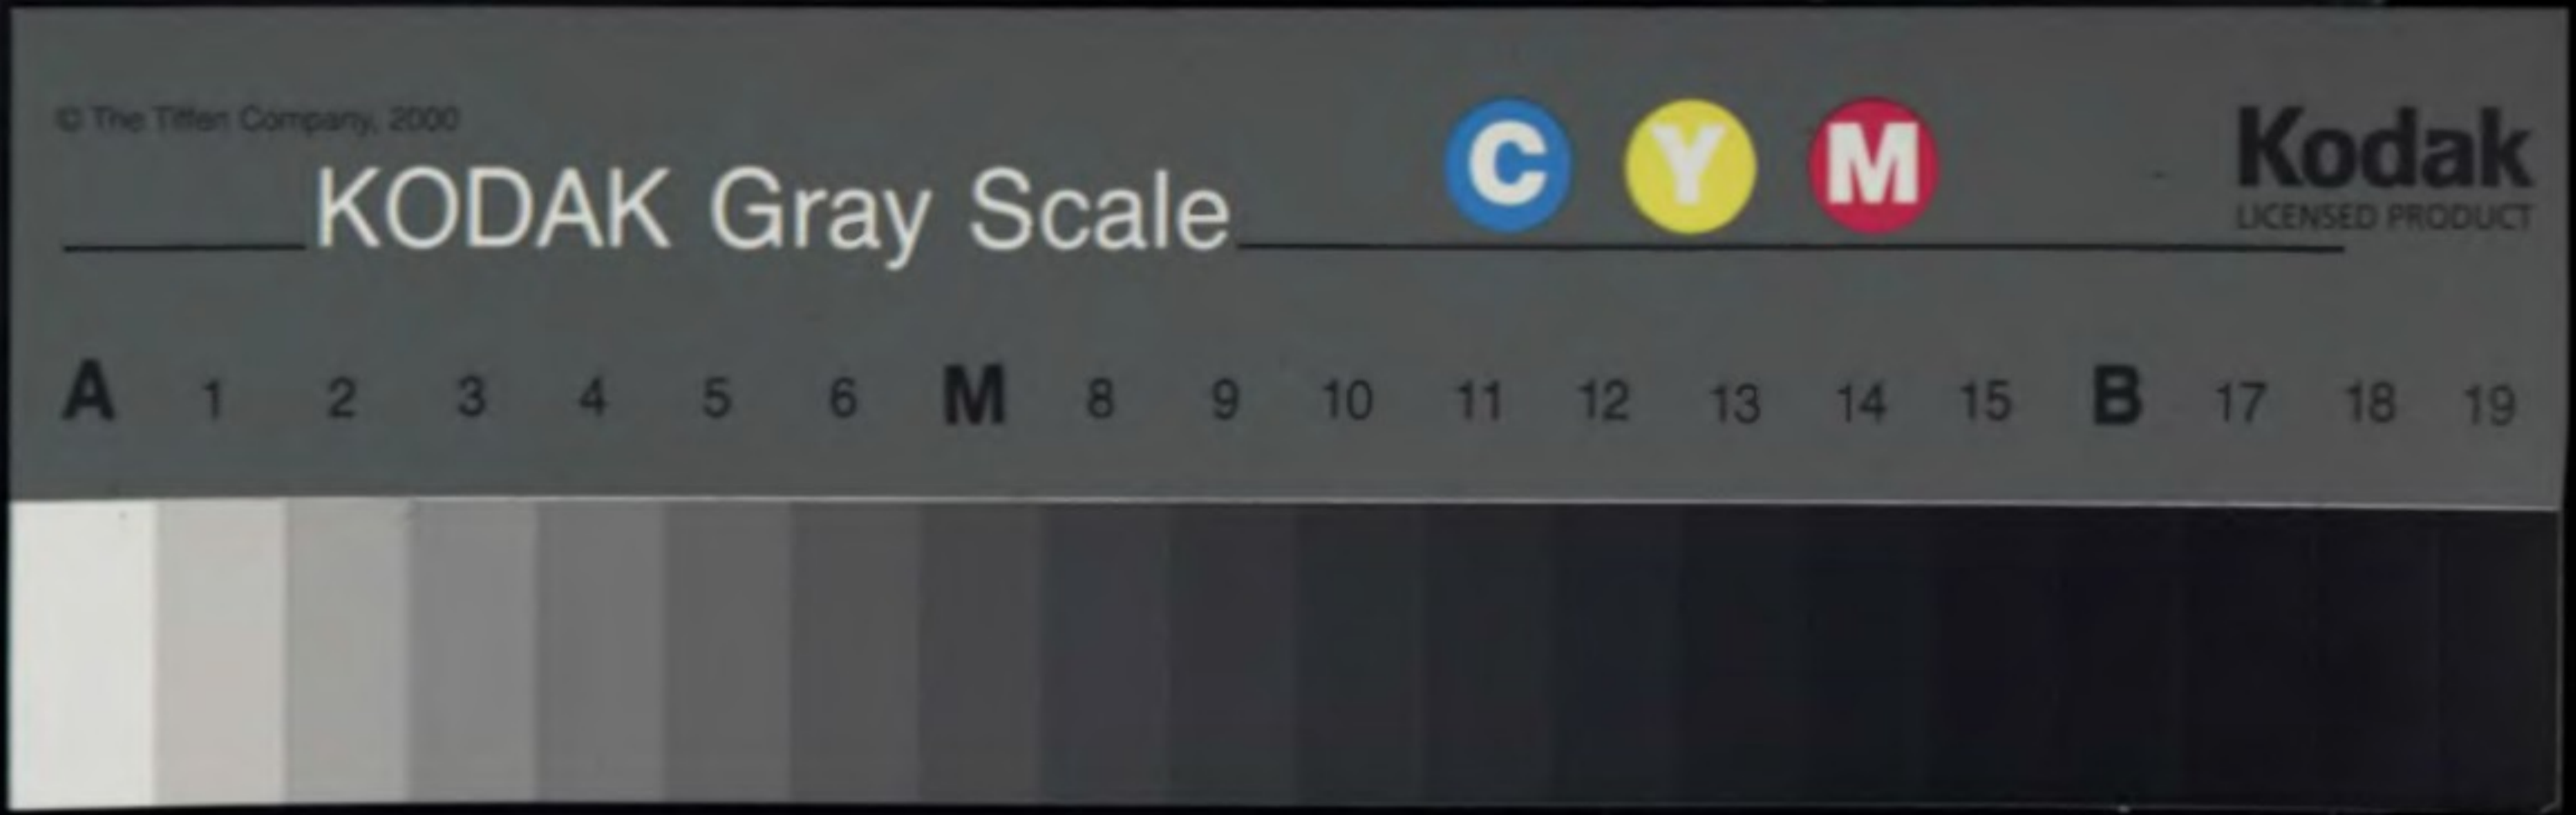 © The Tiffen Company, 2000
KODAK Gray Scale
C Y M
Kodak
LICENSED PRODUCT
A 1 2 3 4 5 6 M 8 9 10 11 12 13 14 15 B 17 18 19